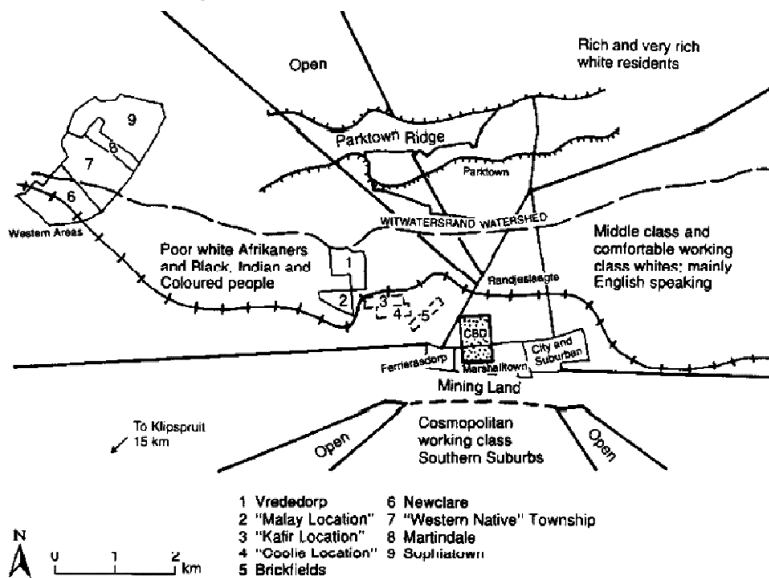 Open
Rich and very rich
white residents
9
8
7
6
Parktown Ridge
Parktown
WITWATERSRAND WATERSHED
Western Areas
Poor white Afrikaners
and Black, Indian and
Coloured people
1
2
3
4
5
Middle class and
comfortable working
class whites; mainly
English speaking
Randjeslaagte
CBD
Ferrierasdorp
Marshalltown
City and
Suburban
Mining Land
To Klipspruit
15 km
Open
Cosmopolitan
working class
Southern Suburbs
Open
1 Vrededorp 6 Newclare
2 "Malay Location" 7 "Western Native" Township
3 "Kafir Location" 8 Martindale
4 "Coolie Location" 9 Sophiatown
5 Brickfields
N
0 1 2
km